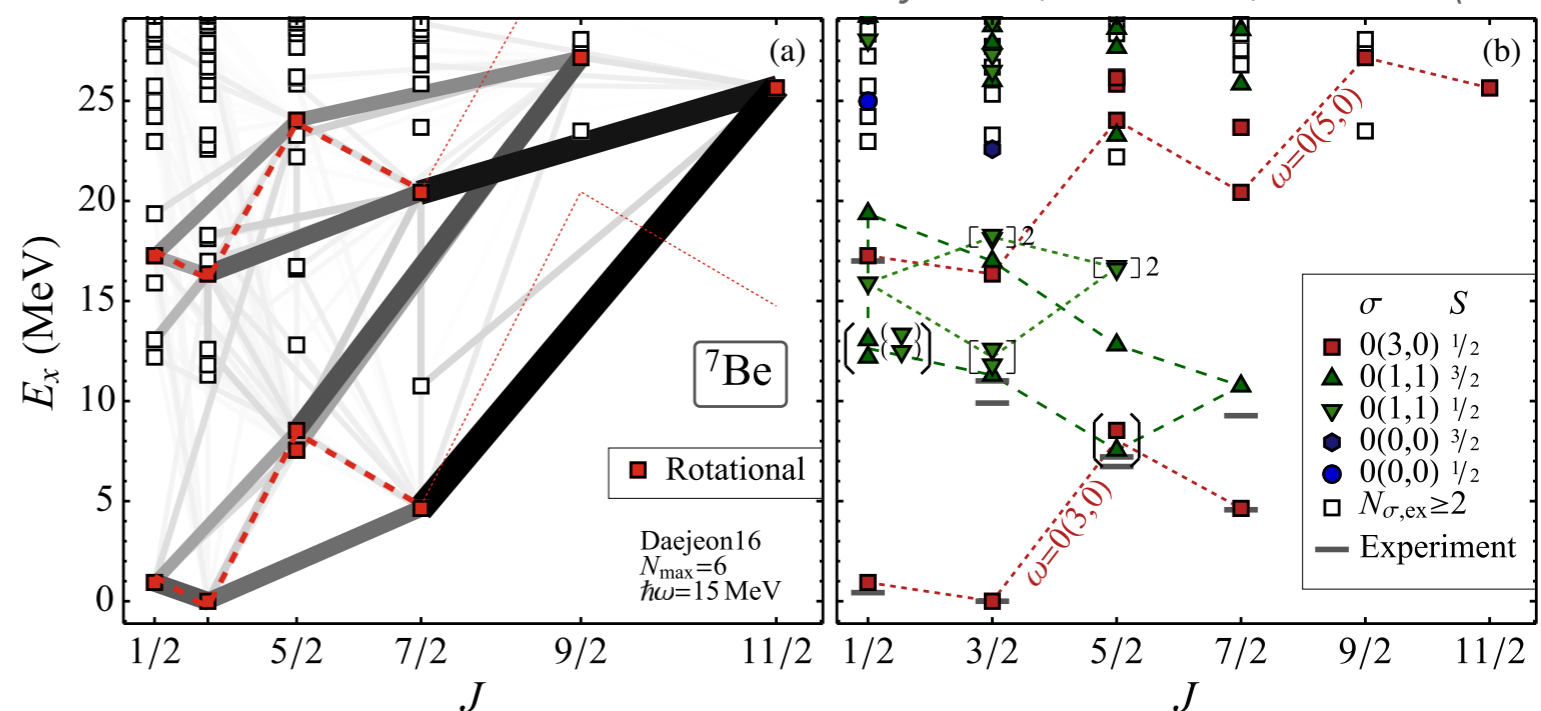 (a)
25
20
15
10
5
0
E_x (MeV)
⁷Be
Rotational
Daejeon16
N_max=6
ħω=15 MeV
1/2 5/2 7/2 9/2 11/2
J
(b)
ω=0(5,0)
2
2
ω=0(3,0)
σ S
0(3,0) 1/2
0(1,1) 3/2
0(1,1) 1/2
0(0,0) 3/2
0(0,0) 1/2
N_σ,ex≥2
Experiment
1/2 3/2 5/2 7/2 9/2 11/2
J